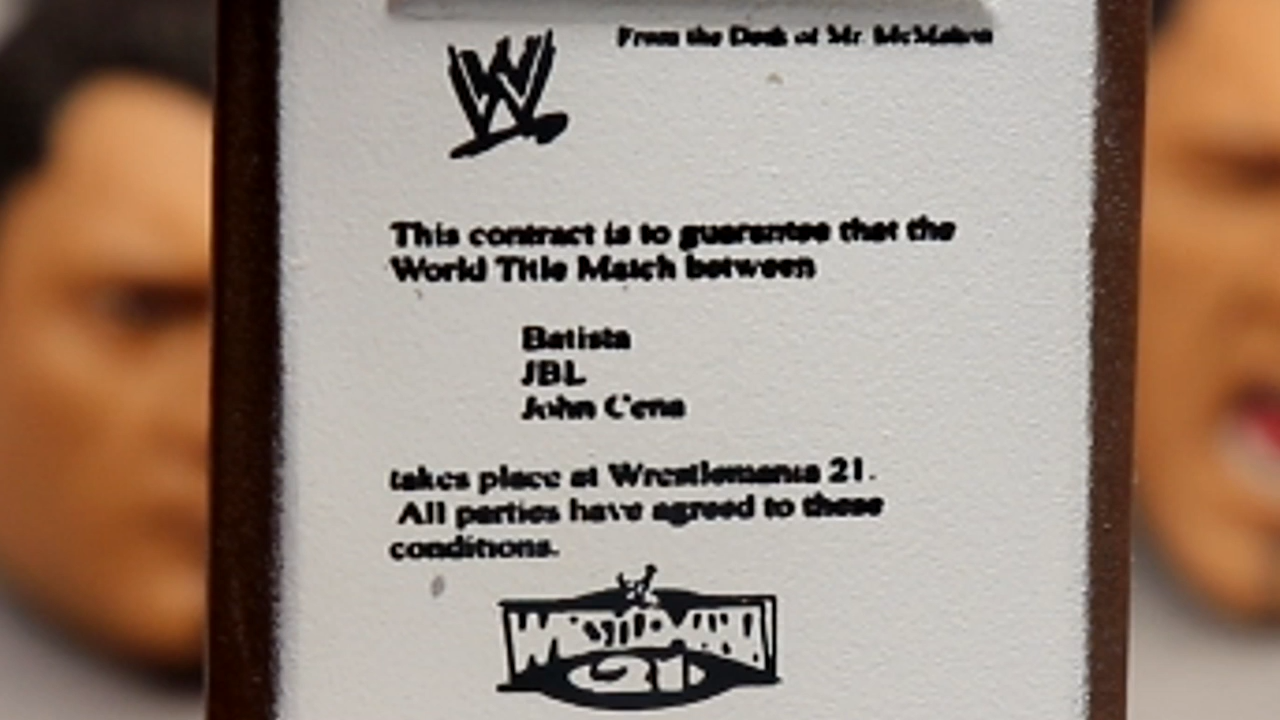 From the Desk of Mr. McMahon
W
This contract is to guarantee that the
World Title Match between
Batista
JBL
John Cena
takes place at Wrestlemania 21.
All parties have agreed to these
conditions.
WRESTLEMANIA
21